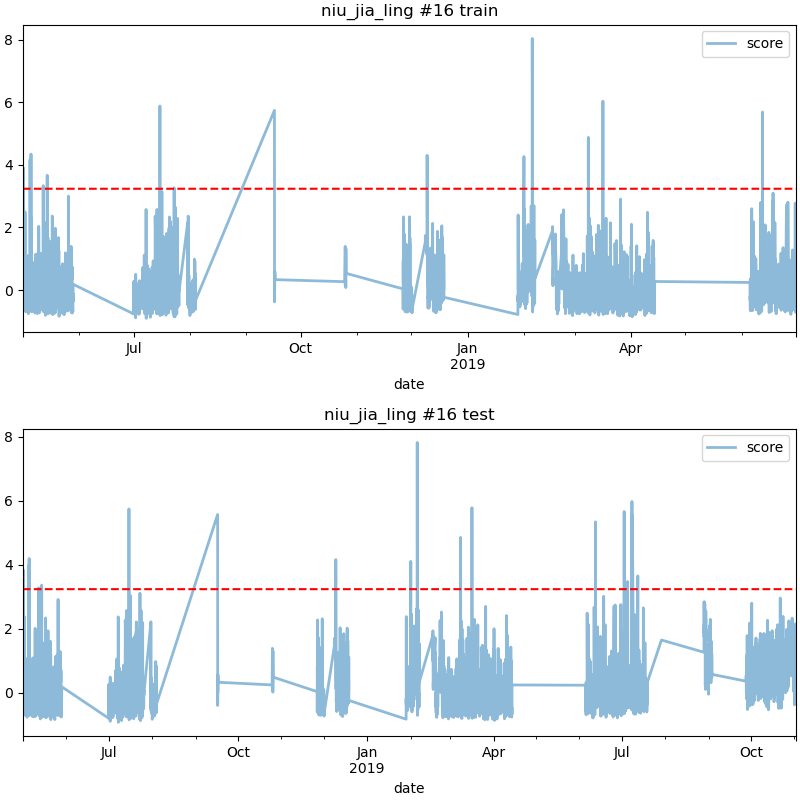 niu_jia_ling #16 train
score
8
6
4
2
0
Jul
Oct
Jan
2019
Apr
date
niu_jia_ling #16 test
score
8
6
4
2
0
Jul
Oct
Jan
2019
Apr
Jul
Oct
date